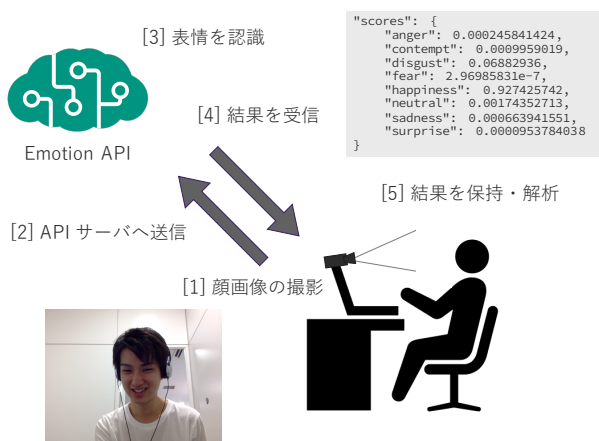 [3] 表情を認識
"scores": {
"anger": 0.000245841424,
"contempt": 0.0009959019,
"disgust": 0.06882936,
"fear": 2.96985831e-7,
"happiness": 0.927425742,
"neutral": 0.00174352713,
"sadness": 0.000663941551,
"surprise": 0.0000953784038
}
[4] 結果を受信
Emotion API
[5] 結果を保持・解析
[2] API サーバへ送信
[1] 顔画像の撮影